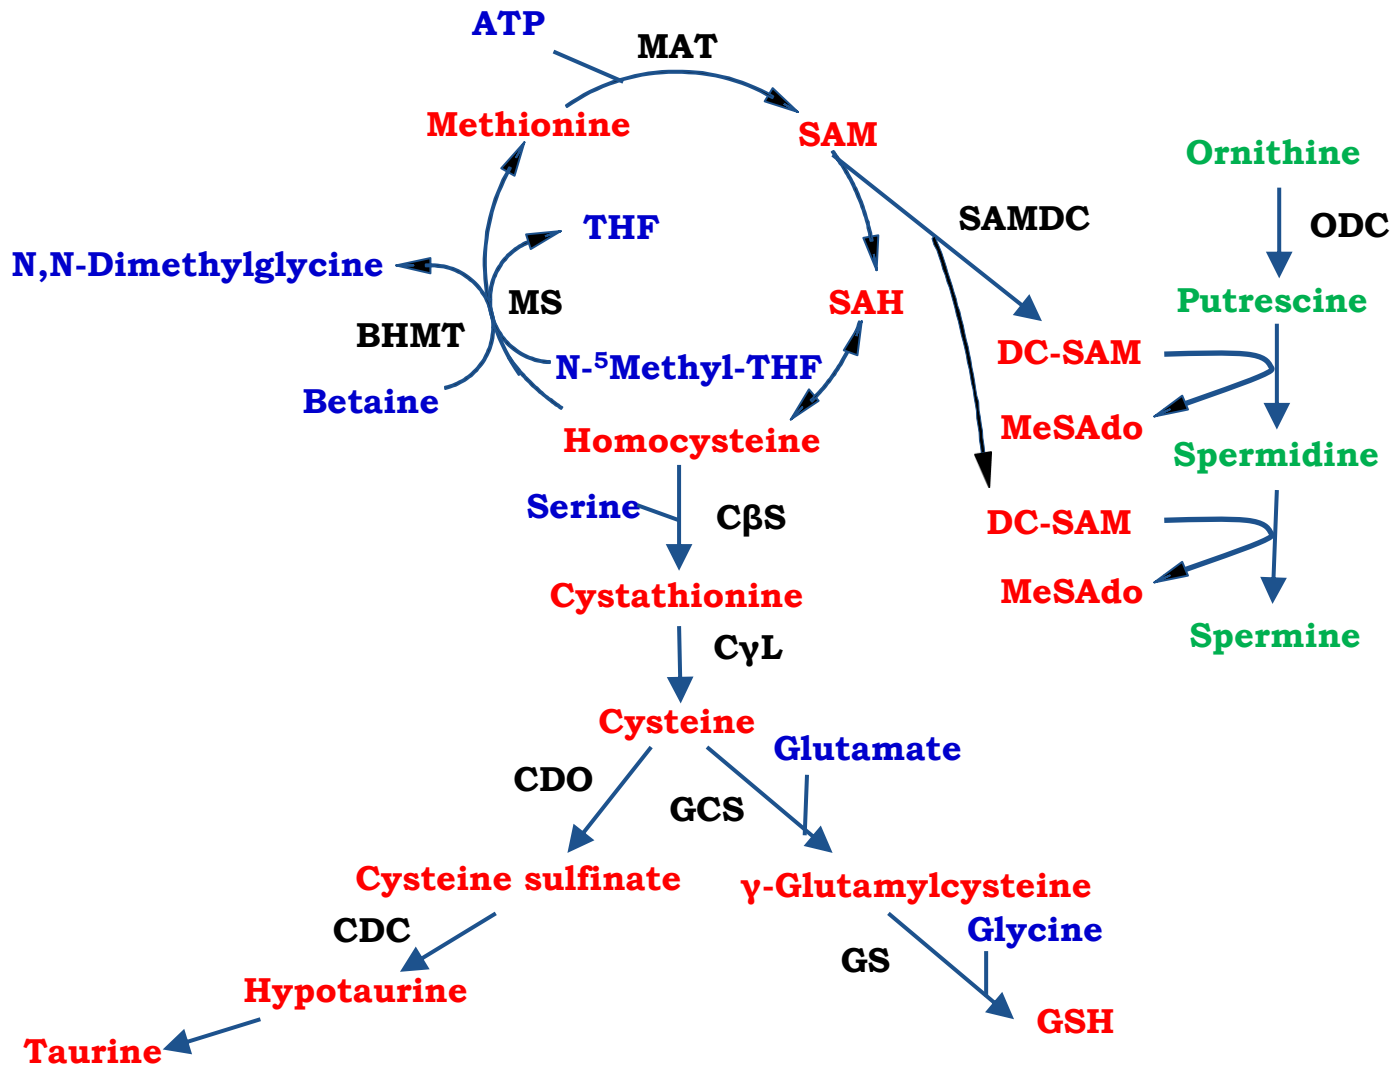 ATP
MAT
Methionine
SAM
Ornithine
THF
SAMDC
ODC
N,N-Dimethylglycine
MS
SAH
Putrescine
BHMT
DC-SAM
N-⁵Methyl-THF
Betaine
MeSAdo
Homocysteine
Spermidine
Serine
CβS
DC-SAM
Cystathionine
MeSAdo
Spermine
CγL
Cysteine
Glutamate
CDO
GCS
Cysteine sulfinate
γ-Glutamylcysteine
CDC
Glycine
GS
Hypotaurine
GSH
Taurine